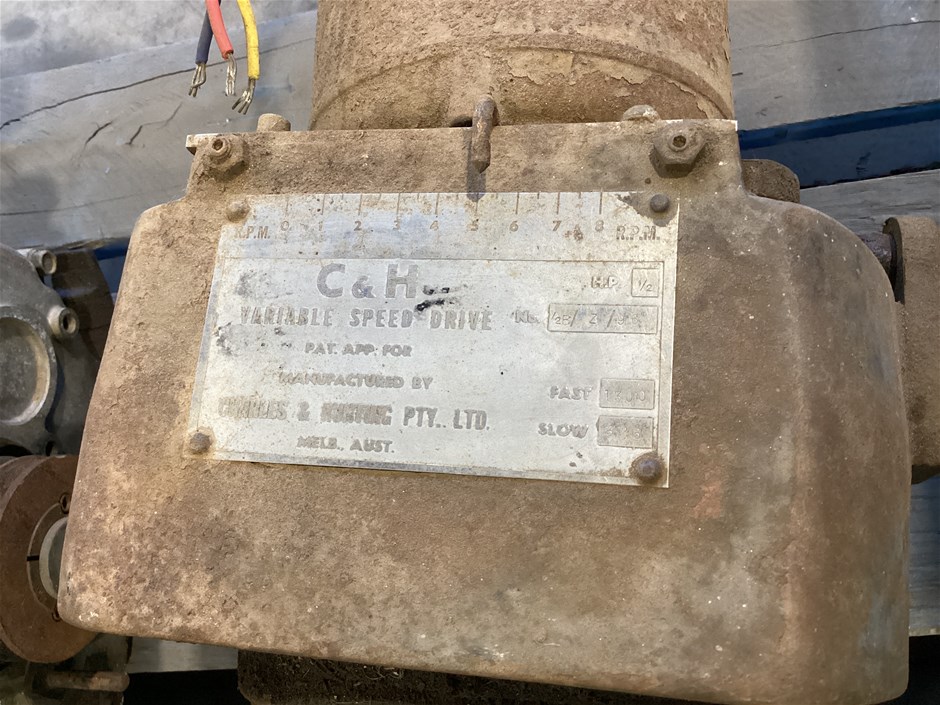 R.P.M. 0 1 2 3 4 5 6 7 8 R.P.M.
C & H
H.P. 1/2
VARIABLE SPEED DRIVE No.
PAT. APP. FOR
MANUFACTURED BY
FAST
& PTY.. LTD.
SLOW
MELB., AUST.